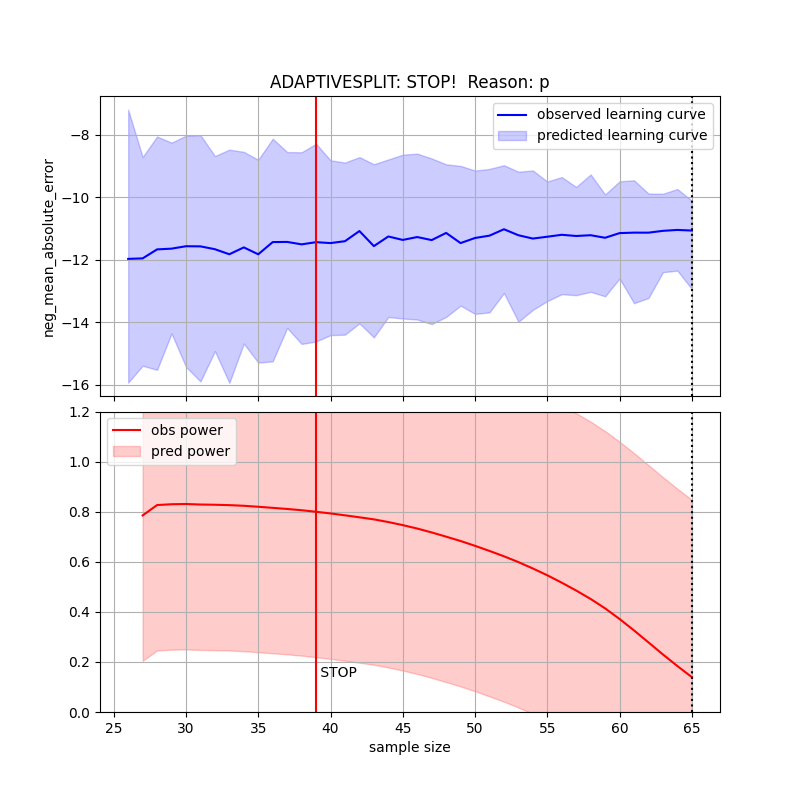 ADAPTIVESPLIT: STOP!  Reason: p
observed learning curve
predicted learning curve
neg_mean_absolute_error
−8
−10
−12
−14
−16
obs power
pred power
1.2
1.0
0.8
0.6
0.4
0.2
0.0
STOP
25 30 35 40 45 50 55 60 65
sample size